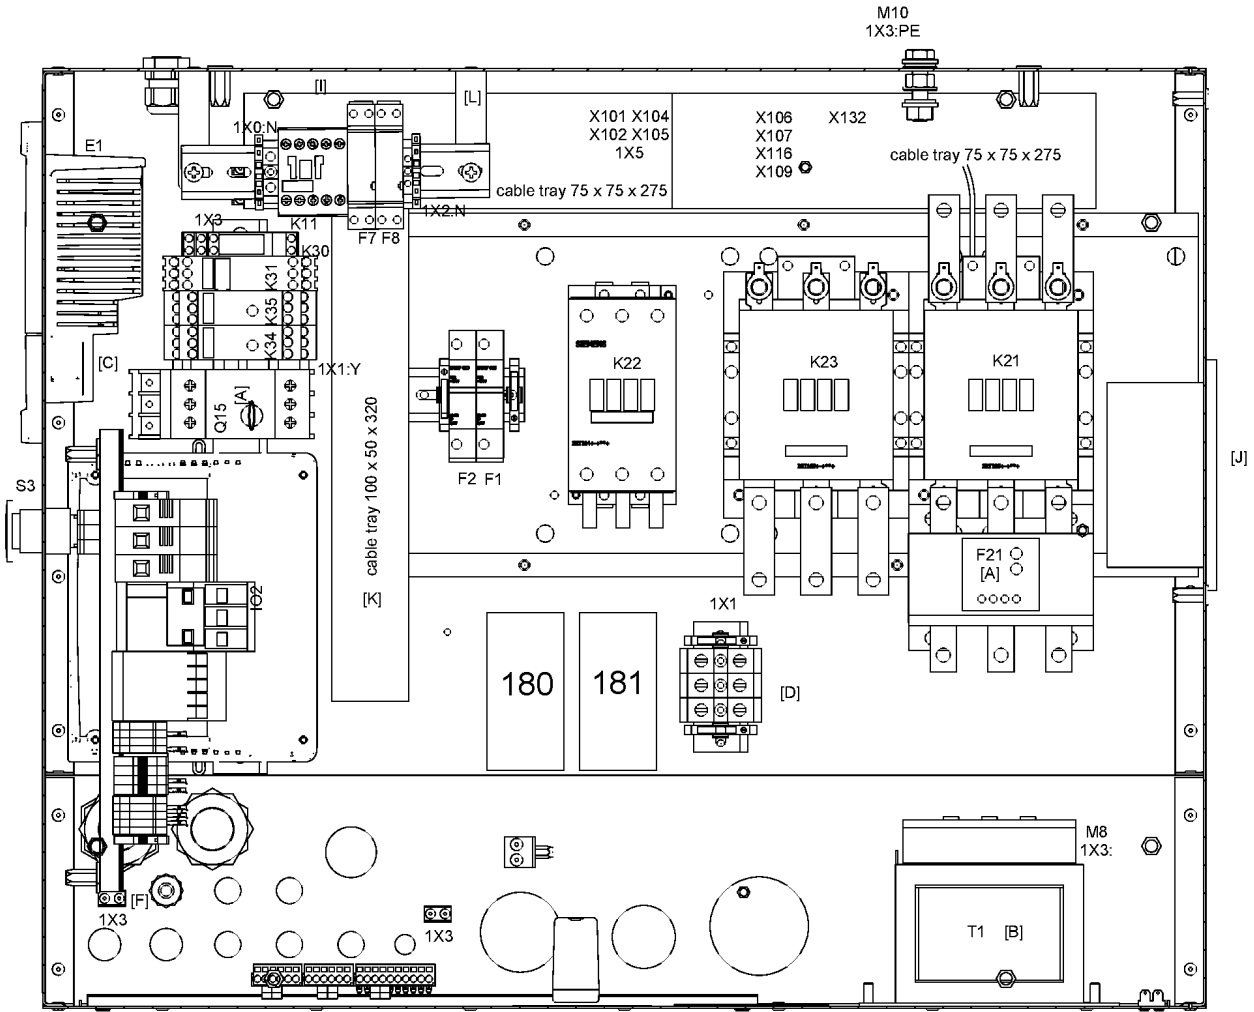 M10
1X3:PE
[I]
[L]
X101 X104
X102 X105
1X5
X106
X107
X116
X109
X132
1X0:N
E1
cable tray 75 x 75 x 275
cable tray 75 x 75 x 275
1X2:N
1X3
K11
F7 F8
K30
K31
K35
K34
[C]
1X1:Y
SIEMENS
K22
K23
K21
Q15
[A]
cable tray 100 x 50 x 320
[J]
F2 F1
S3
F21
[A]
IO2
[K]
1X1
180
181
[D]
M8
1X3:
[F]
1X3
1X3
T1 [B]